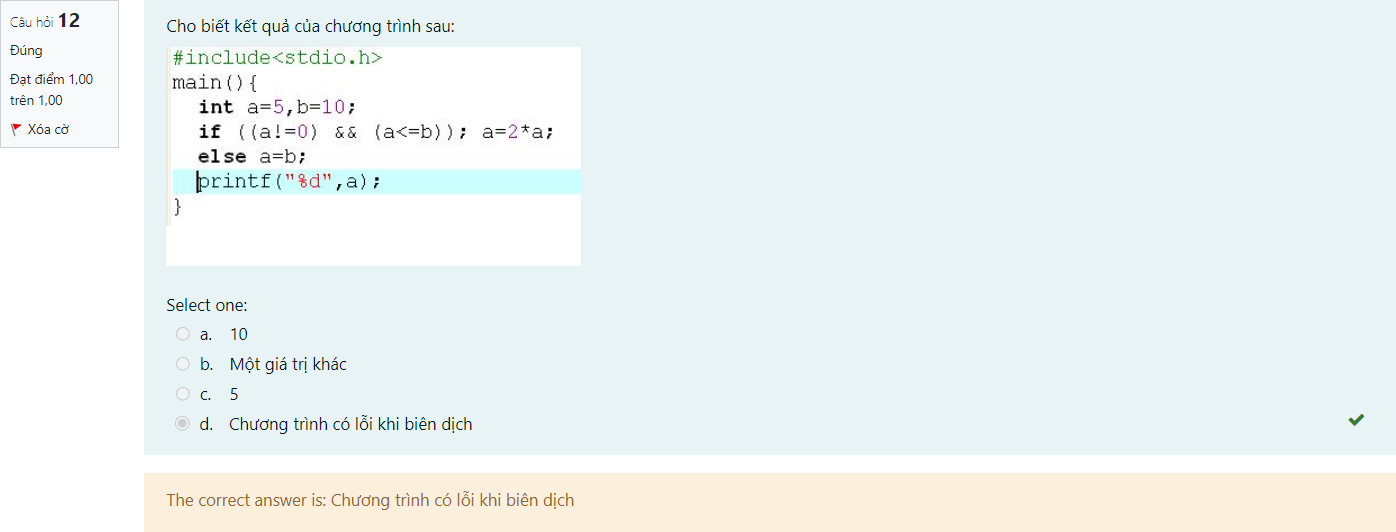 Câu hỏi 12
Đúng
Đạt điểm 1,00
trên 1,00
Xóa cờ
Cho biết kết quả của chương trình sau:
#include<stdio.h>
main(){
int a=5,b=10;
if ((a!=0) && (a<=b)); a=2*a;
else a=b;
printf("%d",a);
}
Select one:
a. 10
b. Một giá trị khác
c. 5
d. Chương trình có lỗi khi biên dịch
The correct answer is: Chương trình có lỗi khi biên dịch